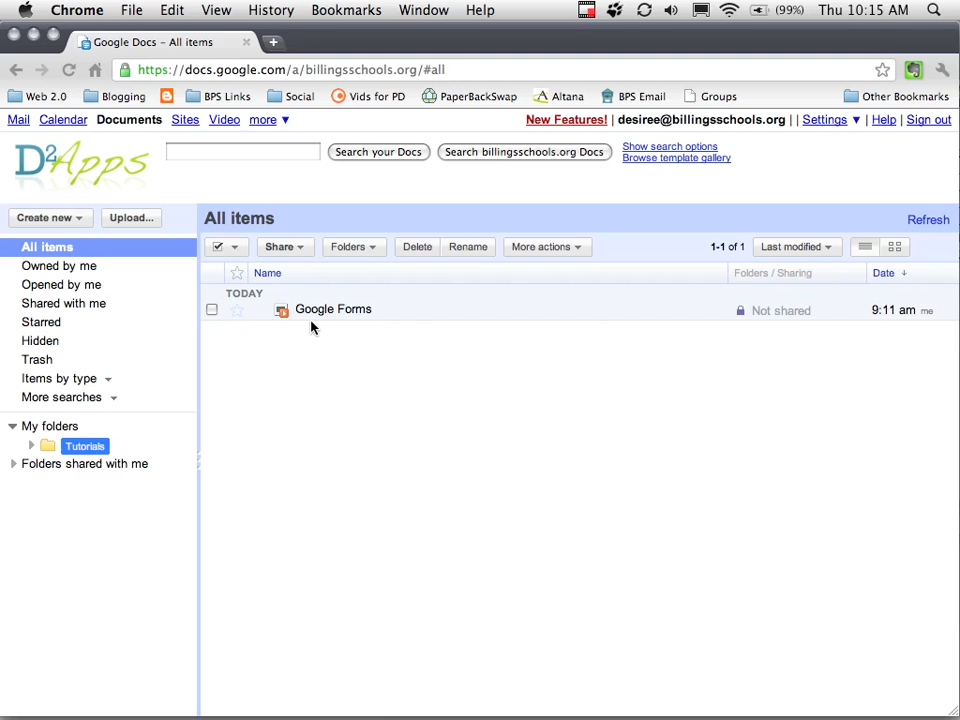 Chrome File Edit View History Bookmarks Window Help (99%) Thu 10:15 AM
Google Docs – All items
https://docs.google.com/a/billingsschools.org/#all
Web 2.0 Blogging BPS Links Social Vids for PD PaperBackSwap Altana BPS Email Groups Other Bookmarks
Mail Calendar Documents Sites Video more ▼ New Features! | desiree@billingsschools.org | | Settings ▼ | Help | Sign out
D2Apps
Search your Docs Search billingsschools.org Docs
Show search options
Browse template gallery
Create new Upload... All items Refresh
All items
Share Folders Delete Rename More actions 1-1 of 1 Last modified
Owned by me
Name Folders / Sharing Date ↓
Opened by me
TODAY
Shared with me
Google Forms Not shared 9:11 am me
Starred
Hidden
Trash
Items by type
More searches
My folders
Tutorials
Folders shared with me